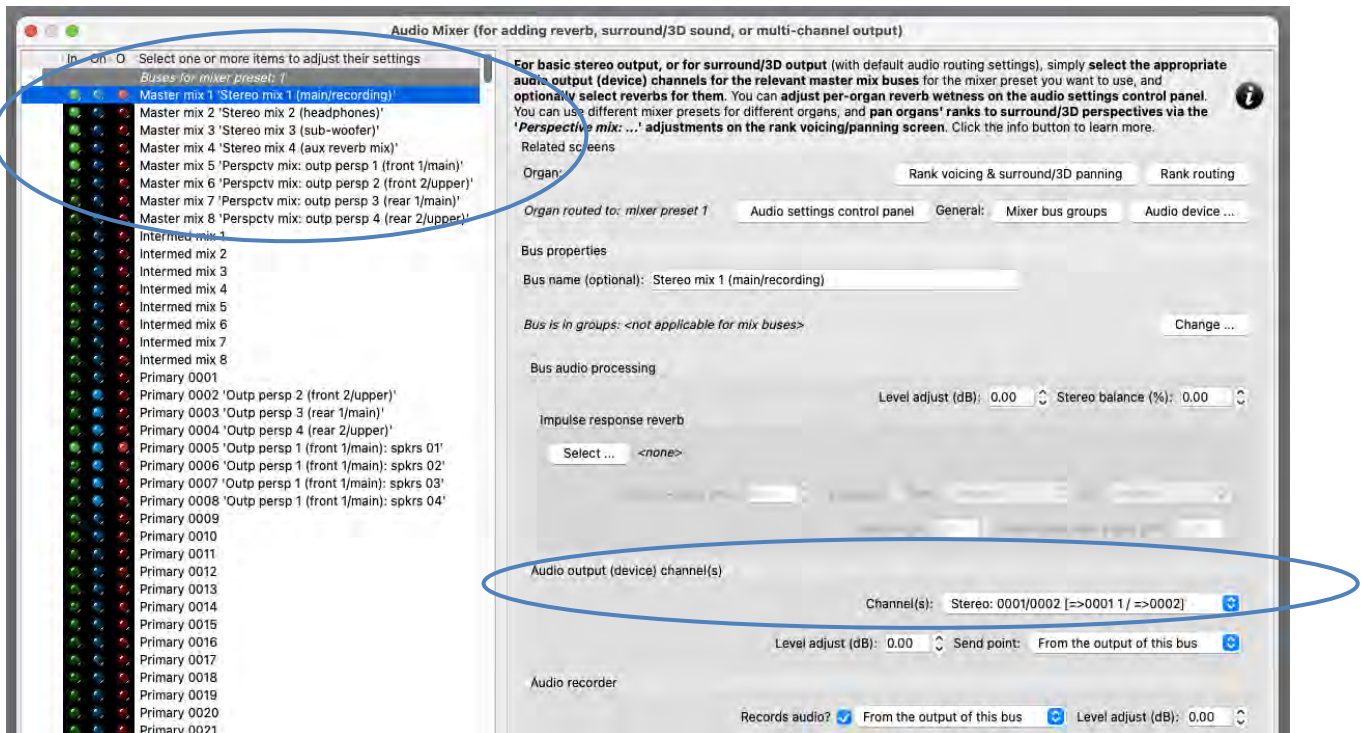 Audio Mixer (for adding reverb, surround/3D sound, or multi-channel output)
In On O Select one or more items to adjust their settings
Buses for mixer preset: 1
Master mix 1 'Stereo mix 1 (main/recording)'
Master mix 2 'Stereo mix 2 (headphones)'
Master mix 3 'Stereo mix 3 (sub-woofer)'
Master mix 4 'Stereo mix 4 (aux reverb mix)'
Master mix 5 'Perspctv mix: outp persp 1 (front 1/main)'
Master mix 6 'Perspctv mix: outp persp 2 (front 2/upper)'
Master mix 7 'Perspctv mix: outp persp 3 (rear 1/main)'
Master mix 8 'Perspctv mix: outp persp 4 (rear 2/upper)'
Intermed mix 1
Intermed mix 2
Intermed mix 3
Intermed mix 4
Intermed mix 5
Intermed mix 6
Intermed mix 7
Intermed mix 8
Primary 0001
Primary 0002 'Outp persp 2 (front 2/upper)'
Primary 0003 'Outp persp 3 (rear 1/main)'
Primary 0004 'Outp persp 4 (rear 2/upper)'
Primary 0005 'Outp persp 1 (front 1/main): spkrs 01'
Primary 0006 'Outp persp 1 (front 1/main): spkrs 02'
Primary 0007 'Outp persp 1 (front 1/main): spkrs 03'
Primary 0008 'Outp persp 1 (front 1/main): spkrs 04'
Primary 0009
Primary 0010
Primary 0011
Primary 0012
Primary 0013
Primary 0014
Primary 0015
Primary 0016
Primary 0017
Primary 0018
Primary 0019
Primary 0020
Primary 0021
For basic stereo output, or for surround/3D output (with default audio routing settings), simply select the appropriate
audio output (device) channels for the relevant master mix buses for the mixer preset you want to use, and
optionally select reverbs for them. You can adjust per-organ reverb wetness on the audio settings control panel.
You can use different mixer presets for different organs, and pan organs' ranks to surround/3D perspectives via the
'Perspective mix: ...' adjustments on the rank voicing/panning screen. Click the info button to learn more.
Related screens
Organ: Rank voicing & surround/3D panning Rank routing
Organ routed to: mixer preset 1 Audio settings control panel General: Mixer bus groups Audio device ...
Bus properties
Bus name (optional): Stereo mix 1 (main/recording)
Bus is in groups: <not applicable for mix buses> Change ...
Bus audio processing
Level adjust (dB): 0.00 Stereo balance (%): 0.00
Impulse response reverb
Select ... <none>
Audio output (device) channel(s)
Channel(s): Stereo: 0001/0002 [=>0001 1 / =>0002]
Level adjust (dB): 0.00 Send point: From the output of this bus
Audio recorder
Records audio? From the output of this bus Level adjust (dB): 0.00